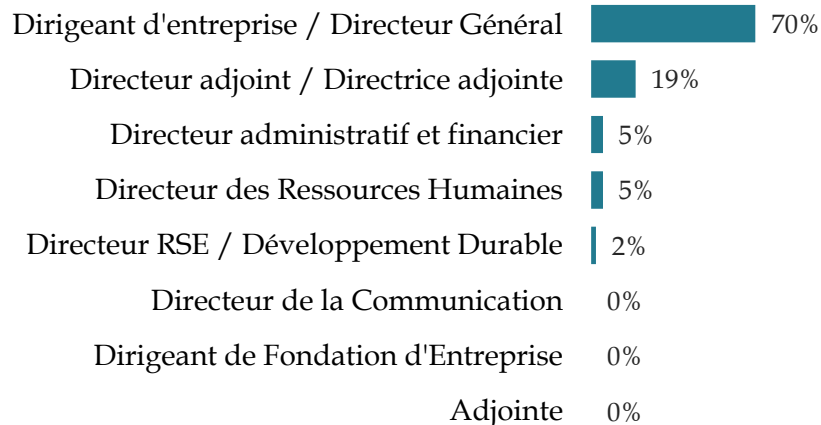 Dirigeant d'entreprise / Directeur Général 70%
Directeur adjoint / Directrice adjointe 19%
Directeur administratif et financier 5%
Directeur des Ressources Humaines 5%
Directeur RSE / Développement Durable 2%
Directeur de la Communication 0%
Dirigeant de Fondation d'Entreprise 0%
Adjointe 0%